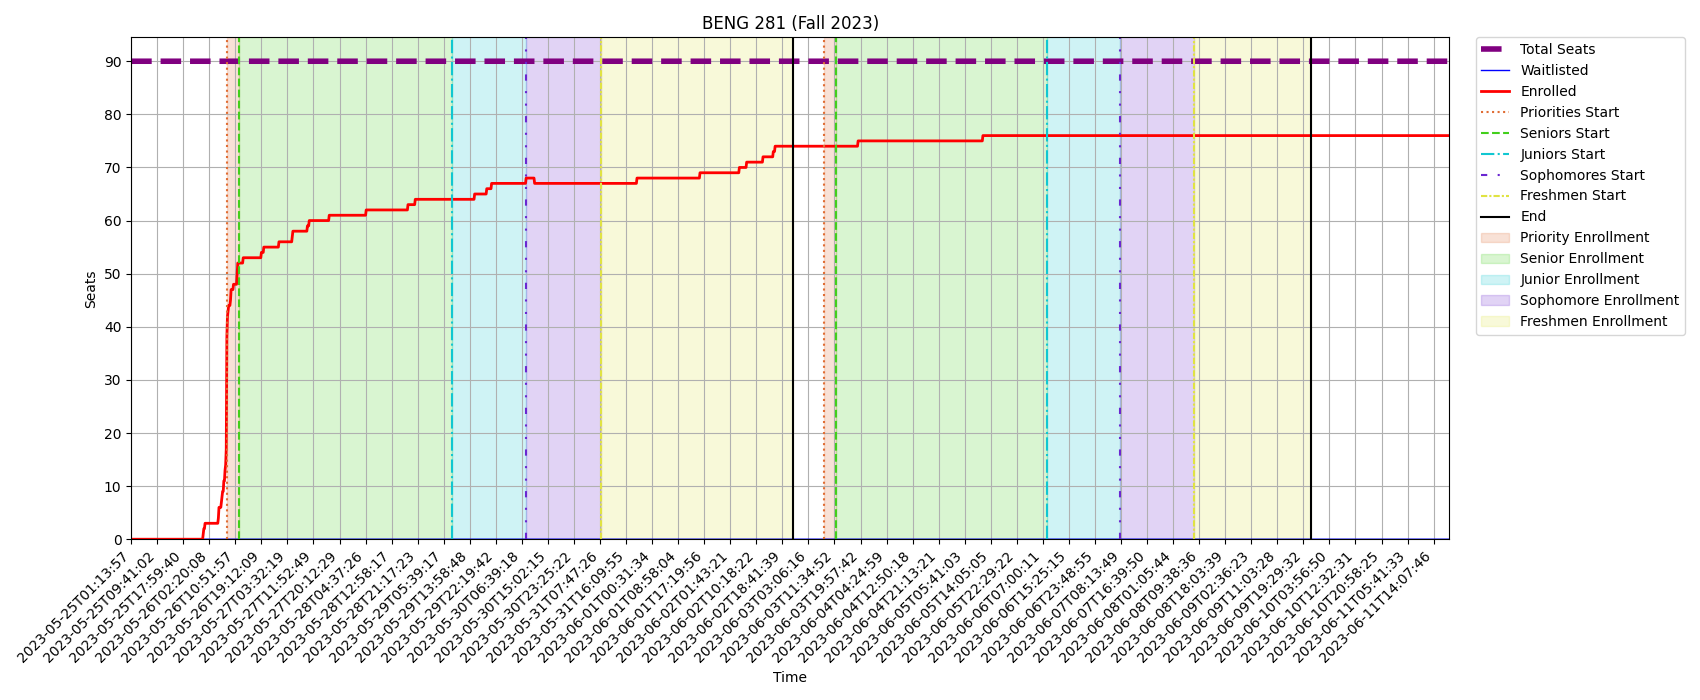 BENG 281 (Fall 2023)
Seats
90
80
70
60
50
40
30
20
10
0
2023-05-25T01:13:57
2023-05-25T09:41:02
2023-05-25T17:59:40
2023-05-26T02:20:08
2023-05-26T10:51:57
2023-05-26T19:12:09
2023-05-27T03:32:19
2023-05-27T11:52:49
2023-05-27T20:12:29
2023-05-28T04:37:26
2023-05-28T12:58:17
2023-05-28T21:17:23
2023-05-29T05:39:17
2023-05-29T13:58:48
2023-05-29T22:19:42
2023-05-30T06:39:18
2023-05-30T15:02:15
2023-05-30T23:25:22
2023-05-31T07:47:26
2023-05-31T16:09:55
2023-06-01T00:31:34
2023-06-01T08:58:04
2023-06-01T17:19:56
2023-06-02T01:43:21
2023-06-02T10:18:22
2023-06-02T18:41:39
2023-06-03T03:06:16
2023-06-03T11:34:52
2023-06-03T19:57:42
2023-06-04T04:24:59
2023-06-04T12:50:18
2023-06-04T21:13:21
2023-06-05T05:41:03
2023-06-05T14:05:05
2023-06-05T22:29:22
2023-06-06T07:00:11
2023-06-06T15:25:15
2023-06-06T23:48:55
2023-06-07T08:13:49
2023-06-07T16:39:50
2023-06-08T01:05:44
2023-06-08T09:38:36
2023-06-08T18:03:39
2023-06-09T02:36:23
2023-06-09T11:03:28
2023-06-09T19:29:32
2023-06-10T03:56:50
2023-06-10T12:32:31
2023-06-10T20:58:25
2023-06-11T05:41:33
2023-06-11T14:07:46
Time
Total Seats
Waitlisted
Enrolled
Priorities Start
Seniors Start
Juniors Start
Sophomores Start
Freshmen Start
End
Priority Enrollment
Senior Enrollment
Junior Enrollment
Sophomore Enrollment
Freshmen Enrollment